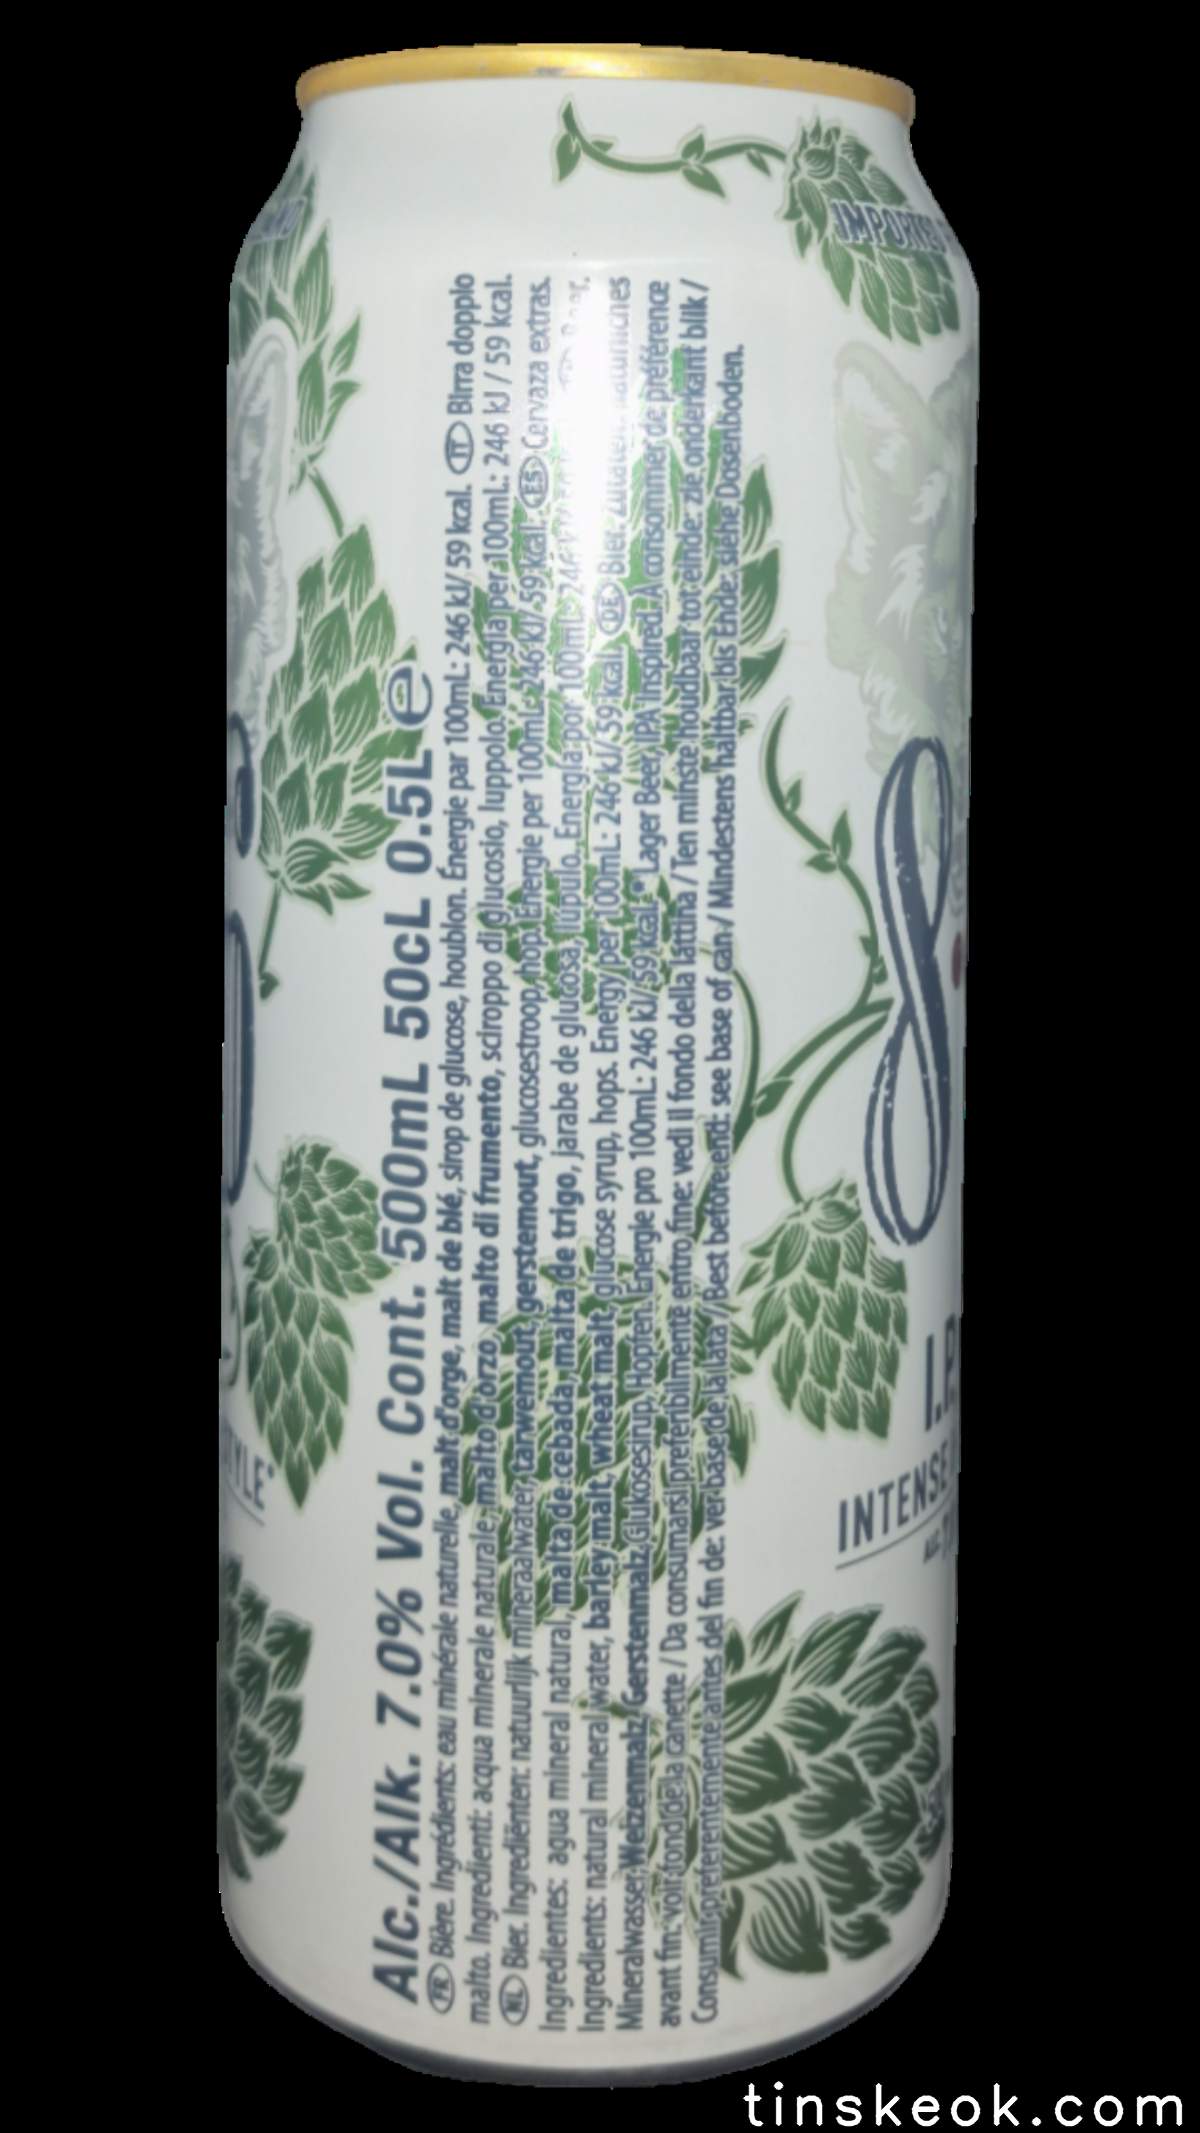 IMPORTED
Alc./Alk. 7.0% Vol. Cont. 500mL 50cL 0.5L e
FR Bière. Ingrédients: eau minérale naturelle, malt d'orge, malt de blé, sirop de glucose, houblon. Énergie par 100mL: 246 kJ/ 59 kcal. IT Birra doppio
malto. Ingredienti: acqua minerale naturale, malto d'orzo, malto di frumento, sciroppo di glucosio, luppolo. Energia per 100mL: 246 kJ / 59 kcal.
NL Bier. Ingrediënten: natuurlijk mineraalwater, tarwemout, gerstemout, glucosestroop, hop. Energie per 100mL: 246 kJ/ 59 kcal. ES Cervaza extras.
Ingredientes: agua mineral natural, malta de cebada, malta de trigo, jarabe de glucosa, lúpulo. Energía por 100mL: 246
Ingredients: natural mineral water, barley malt, wheat malt, glucose syrup, hops. Energy per 100mL: 246 kJ/ 59 kcal. DE Bier. Zutaten: natürliches
Mineralwasser, Weizenmalz, Gerstenmalz, Glukosesirup, Hopfen. Energie pro 100mL: 246 kJ/ 59 kcal. * Lager Beer, IPA Inspired. A consommer de préférence
avant fin: voir fond de la canette / Da consumarsi preferibilmente entro fine: vedi il fondo della lattina / Ten minste houdbaar tot einde: zie onderkant blik /
Consumir preferentemente antes del fin de: ver base de la lata / Best before end: see base of can / Mindestens haltbar bis Ende: siehe Dosenboden.
8
I.P.
INTENSE
ALC. 7
YLE*
tinskeok.com